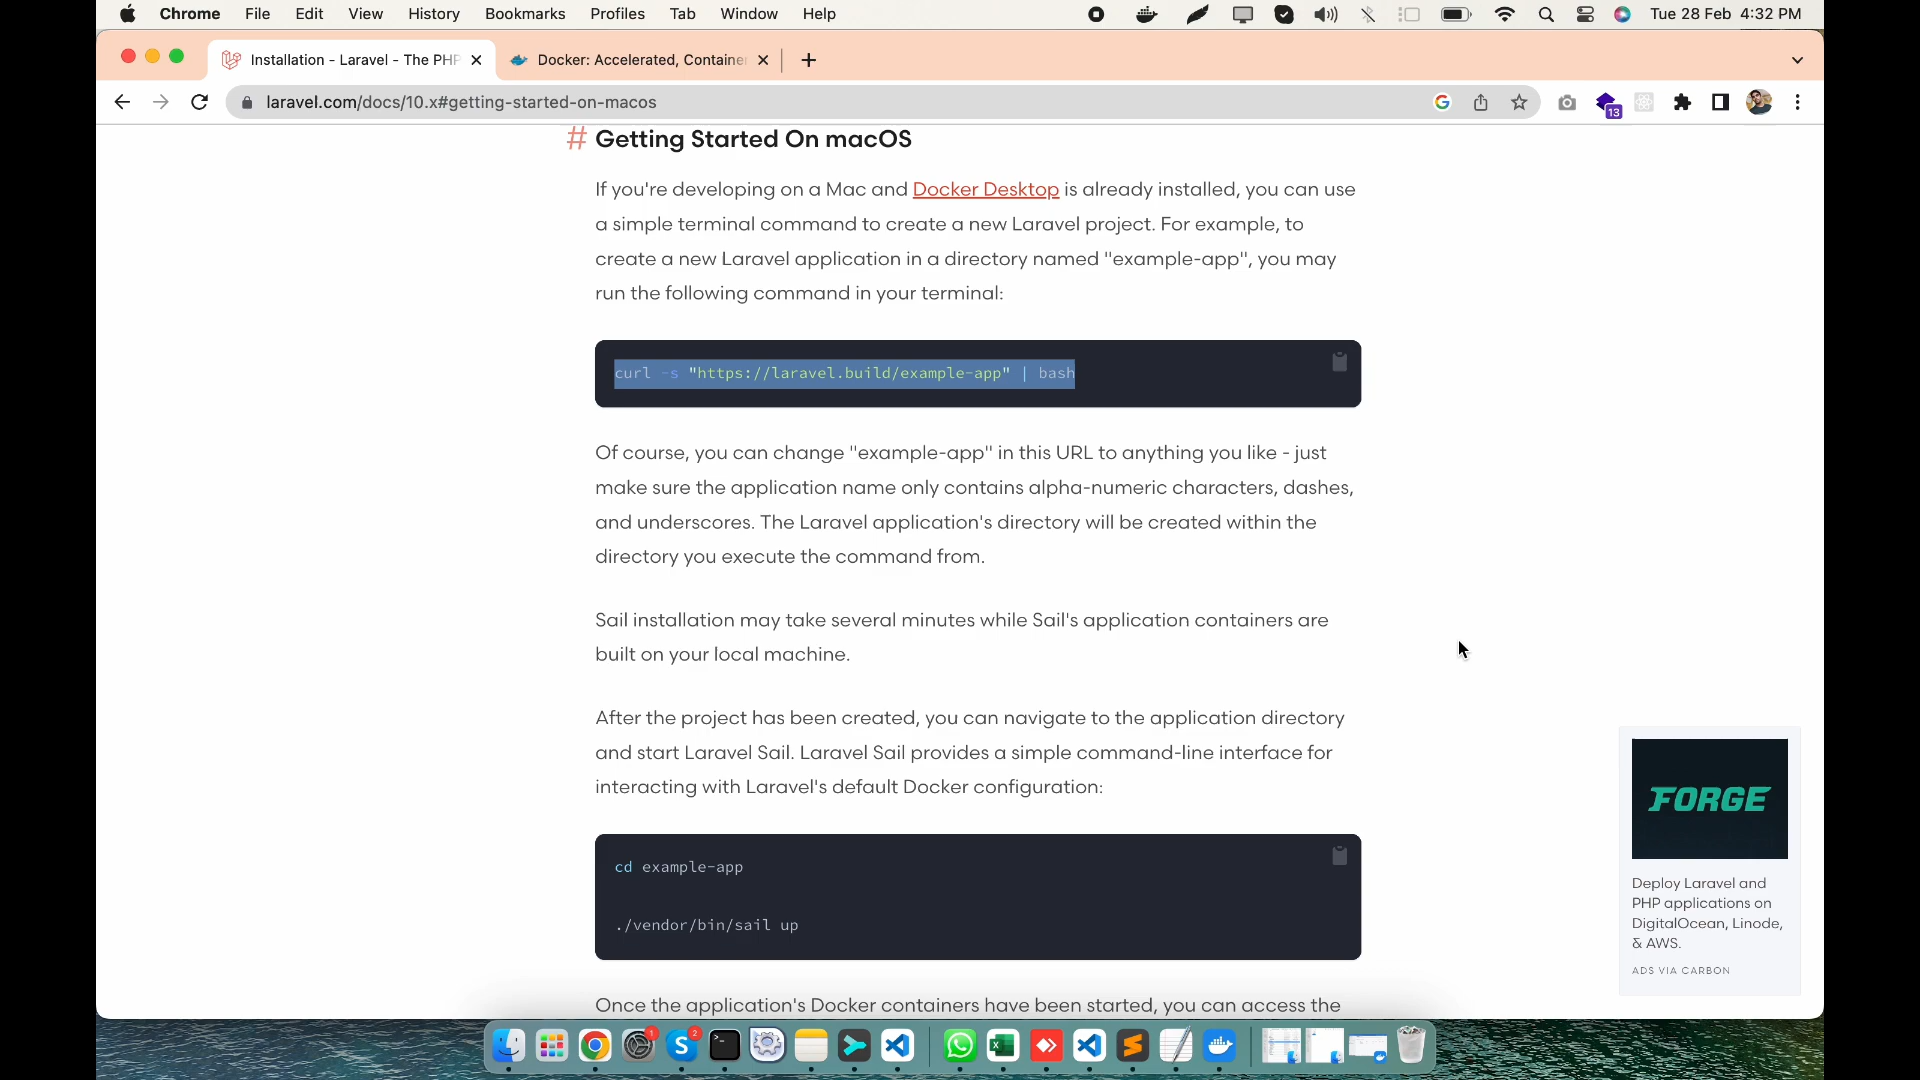 Chrome File Edit View History Bookmarks Profiles Tab Window Help Tue 28 Feb 4:32 PM
Installation - Laravel - The PHP
Docker: Accelerated, Container
laravel.com/docs/10.x#getting-started-on-macos
13
# Getting Started On macOS
If you're developing on a Mac and Docker Desktop is already installed, you can use
a simple terminal command to create a new Laravel project. For example, to
create a new Laravel application in a directory named "example-app", you may
run the following command in your terminal:
curl -s "https://laravel.build/example-app" | bash
Of course, you can change "example-app" in this URL to anything you like - just
make sure the application name only contains alpha-numeric characters, dashes,
and underscores. The Laravel application's directory will be created within the
directory you execute the command from.
Sail installation may take several minutes while Sail's application containers are
built on your local machine.
After the project has been created, you can navigate to the application directory
and start Laravel Sail. Laravel Sail provides a simple command-line interface for
interacting with Laravel's default Docker configuration:
cd example-app
./vendor/bin/sail up
Once the application's Docker containers have been started, you can access the
FORGE
Deploy Laravel and
PHP applications on
DigitalOcean, Linode,
& AWS.
ADS VIA CARBON
1
2